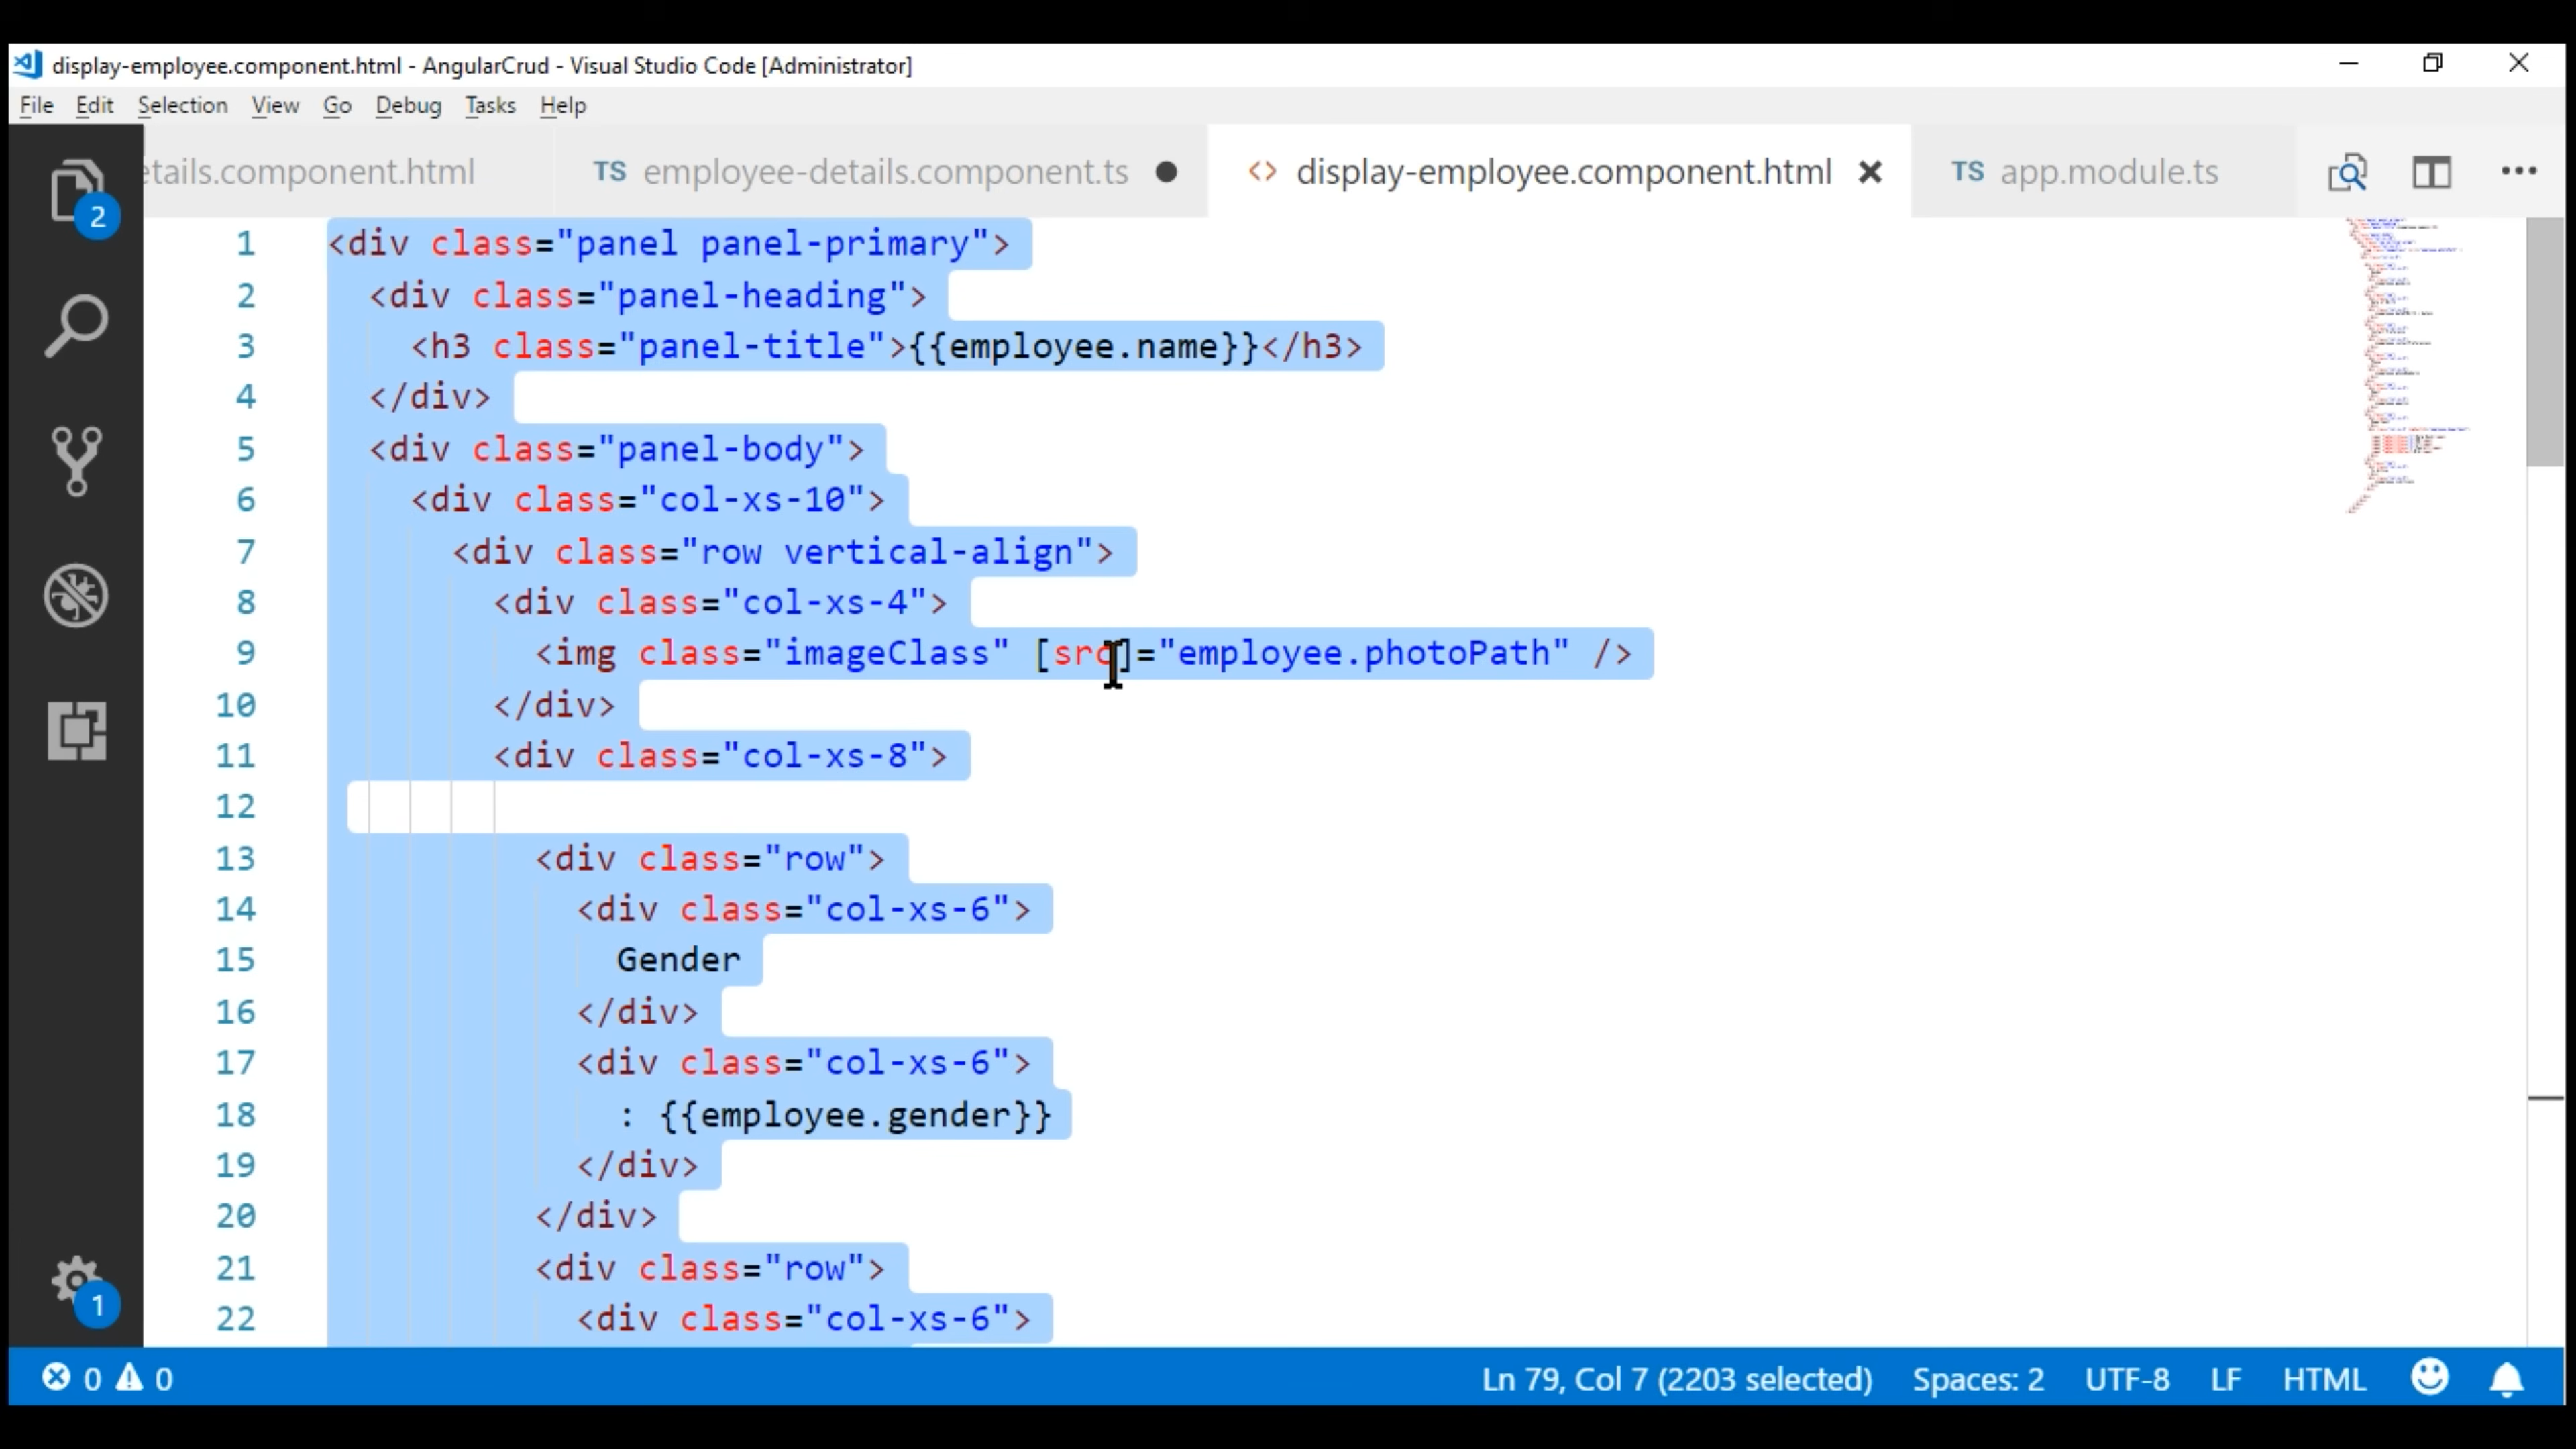 display-employee.component.html - AngularCrud - Visual Studio Code [Administrator]
File Edit Selection View Go Debug Tasks Help
etails.component.html TS employee-details.component.ts <> display-employee.component.html TS app.module.ts
2
1 <div class="panel panel-primary">
2 <div class="panel-heading">
3 <h3 class="panel-title">{{employee.name}}</h3>
4 </div>
5 <div class="panel-body">
6 <div class="col-xs-10">
7 <div class="row vertical-align">
8 <div class="col-xs-4">
9 <img class="imageClass" [src]="employee.photoPath" />
10 </div>
11 <div class="col-xs-8">
12
13 <div class="row">
14 <div class="col-xs-6">
15 Gender
16 </div>
17 <div class="col-xs-6">
18 : {{employee.gender}}
19 </div>
20 </div>
21 <div class="row">
22 <div class="col-xs-6">
1
0 0 Ln 79, Col 7 (2203 selected) Spaces: 2 UTF-8 LF HTML